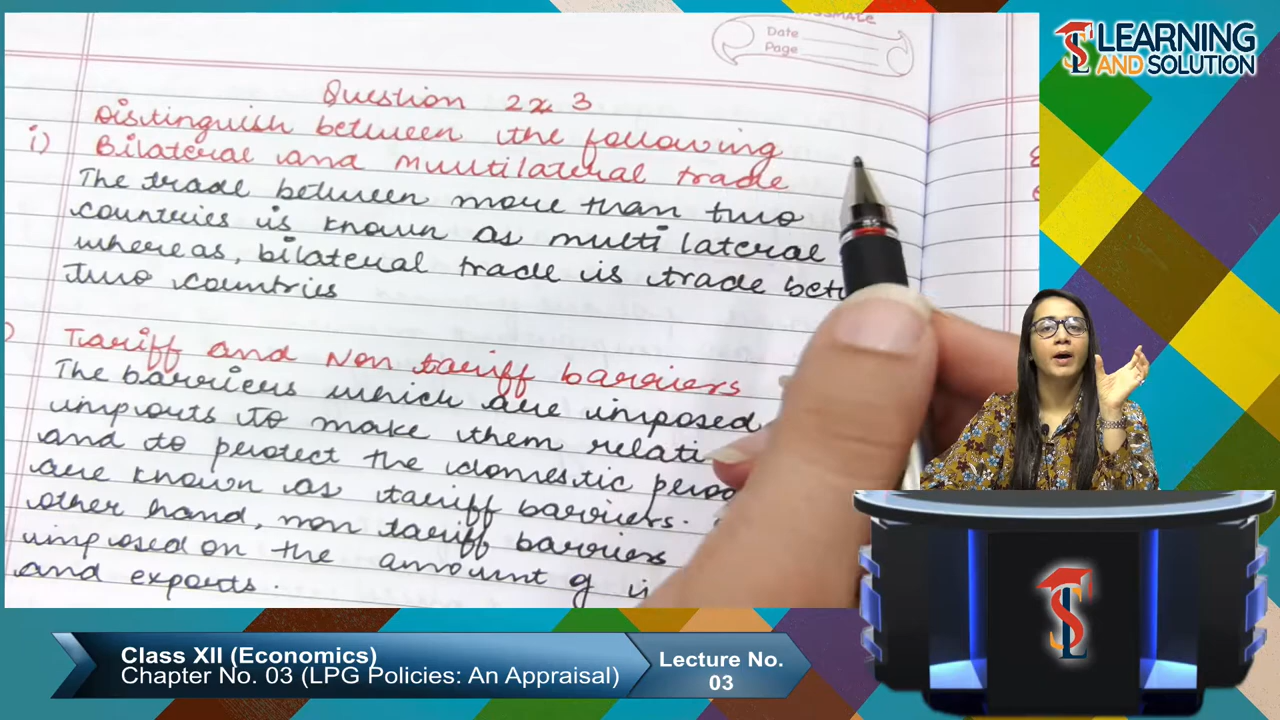 CLASSMATE
Date
Page
LEARNING
AND SOLUTION
Question 2x 3
Distinguish between the following
i) Bilateral and Muultilateral trade
The trade between more than two
countries is known as multi lateral
whereas, bilateral trade is trade bet
two countries
Tariff and Non tariff barriers
The barriers which are imposed
imports to make them relati
and to protect the domestic
are known as tariff barriers.
other hand, non tariff barriers
imposed on the amount of i
and exports.
Class XII (Economics)
Chapter No. 03 (LPG Policies: An Appraisal)
Lecture No.
03